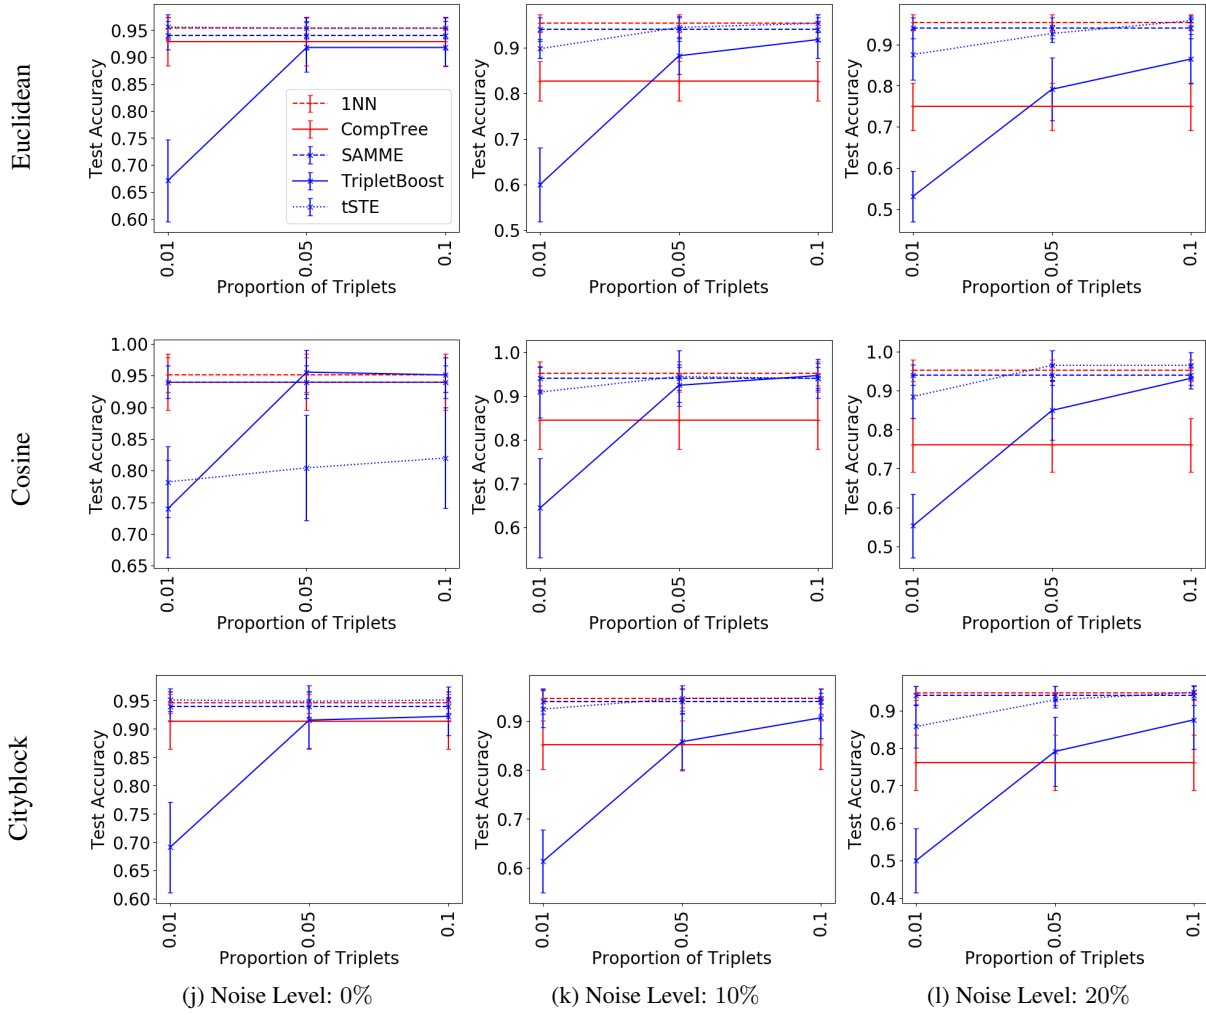 Euclidean
Test Accuracy
0.95
0.90
0.85
0.80
0.75
0.70
0.65
0.60
1NN
CompTree
SAMME
TripletBoost
tSTE
0.01
0.05
0.1
Proportion of Triplets
Test Accuracy
0.9
0.8
0.7
0.6
0.5
0.01
0.05
0.1
Proportion of Triplets
Test Accuracy
0.9
0.8
0.7
0.6
0.5
0.01
0.05
0.1
Proportion of Triplets
Cosine
Test Accuracy
1.00
0.95
0.90
0.85
0.80
0.75
0.70
0.65
0.01
0.05
0.1
Proportion of Triplets
Test Accuracy
1.0
0.9
0.8
0.7
0.6
0.01
0.05
0.1
Proportion of Triplets
Test Accuracy
1.0
0.9
0.8
0.7
0.6
0.5
0.01
0.05
0.1
Proportion of Triplets
Cityblock
Test Accuracy
0.95
0.90
0.85
0.80
0.75
0.70
0.65
0.60
0.01
0.05
0.1
Proportion of Triplets
Test Accuracy
0.9
0.8
0.7
0.6
0.01
0.05
0.1
Proportion of Triplets
Test Accuracy
0.9
0.8
0.7
0.6
0.5
0.4
0.01
0.05
0.1
Proportion of Triplets
(j) Noise Level: 0%
(k) Noise Level: 10%
(l) Noise Level: 20%